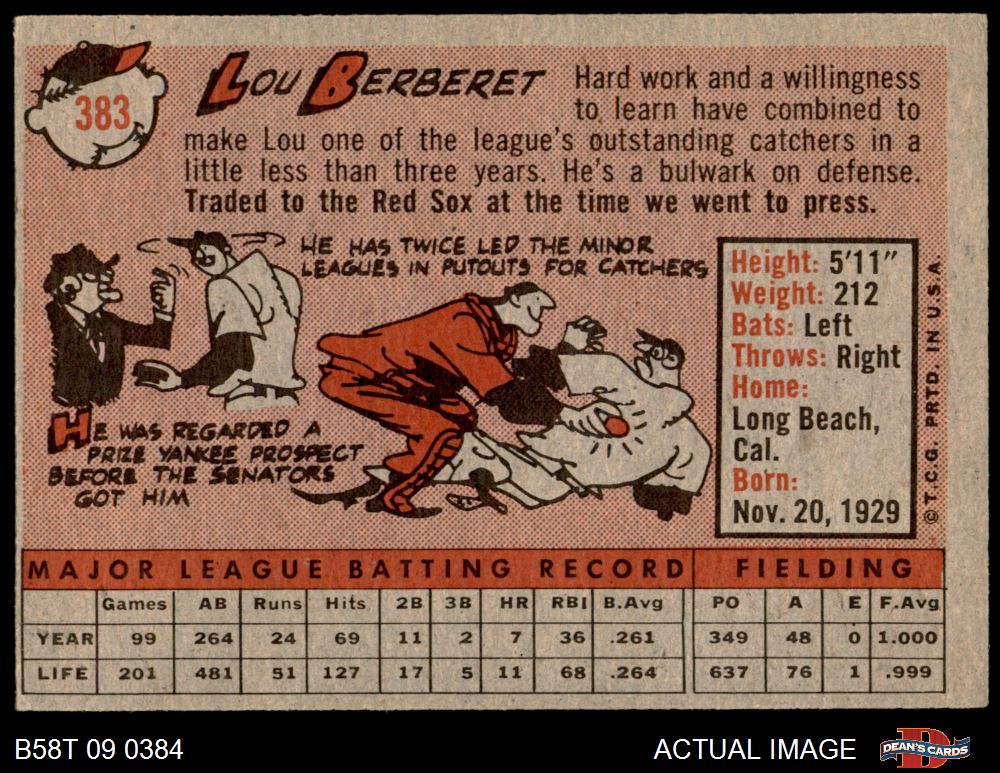 383
LOU BERBERET
Hard work and a willingness
to learn have combined to
make Lou one of the league's outstanding catchers in a
little less than three years. He's a bulwark on defense.
Traded to the Red Sox at the time we went to press.
HE HAS TWICE LED THE MINOR
LEAGUES IN PUTOUTS FOR CATCHERS
HE WAS REGARDED A
PRIZE YANKEE PROSPECT
BEFORE THE SENATORS
GOT HIM
Height: 5'11"
Weight: 212
Bats: Left
Throws: Right
Home:
Long Beach,
Cal.
Born:
Nov. 20, 1929
© T.C.G. PRTD. IN U.S.A.
MAJOR LEAGUE BATTING RECORD FIELDING
Games AB Runs Hits 2B 3B HR RBI B.Avg PO A E F.Avg
YEAR 99 264 24 69 11 2 7 36 .261 349 48 0 1.000
LIFE 201 481 51 127 17 5 11 68 .264 637 76 1 .999
B58T 09 0384 ACTUAL IMAGE DEAN'S CARDS